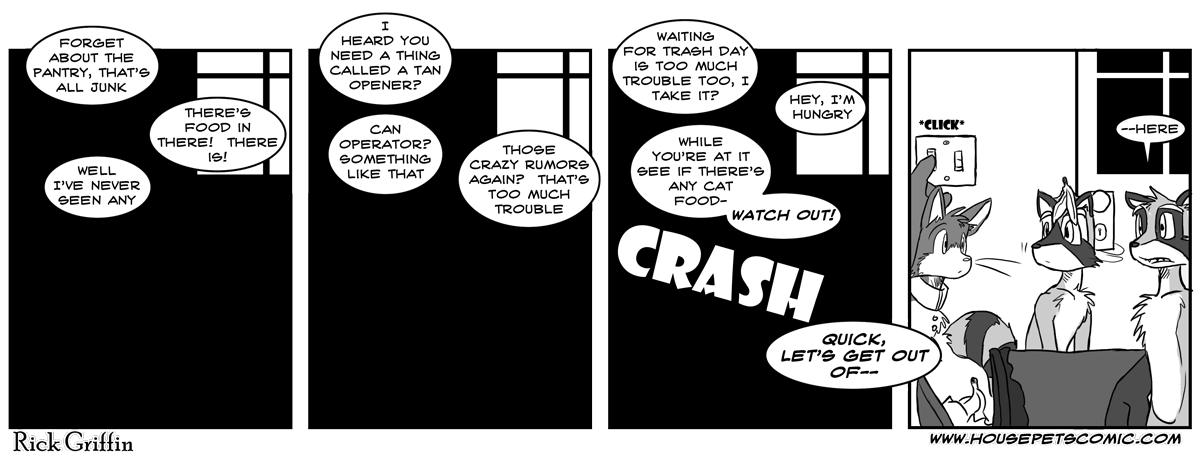 FORGET
ABOUT THE
PANTRY, THAT'S
ALL JUNK
THERE'S
FOOD IN
THERE! THERE
IS!
WELL
I'VE NEVER
SEEN ANY
I
HEARD YOU
NEED A THING
CALLED A TAN
OPENER?
CAN
OPERATOR?
SOMETHING
LIKE THAT
THOSE
CRAZY RUMORS
AGAIN? THAT'S
TOO MUCH
TROUBLE
WAITING
FOR TRASH DAY
IS TOO MUCH
TROUBLE TOO, I
TAKE IT?
HEY, I'M
HUNGRY
WHILE
YOU'RE AT IT
SEE IF THERE'S
ANY CAT
FOOD-
WATCH OUT!
CRASH
QUICK,
LET'S GET OUT
OF--
*CLICK*
--HERE
Rick Griffin
WWW.HOUSEPETSCOMIC.COM